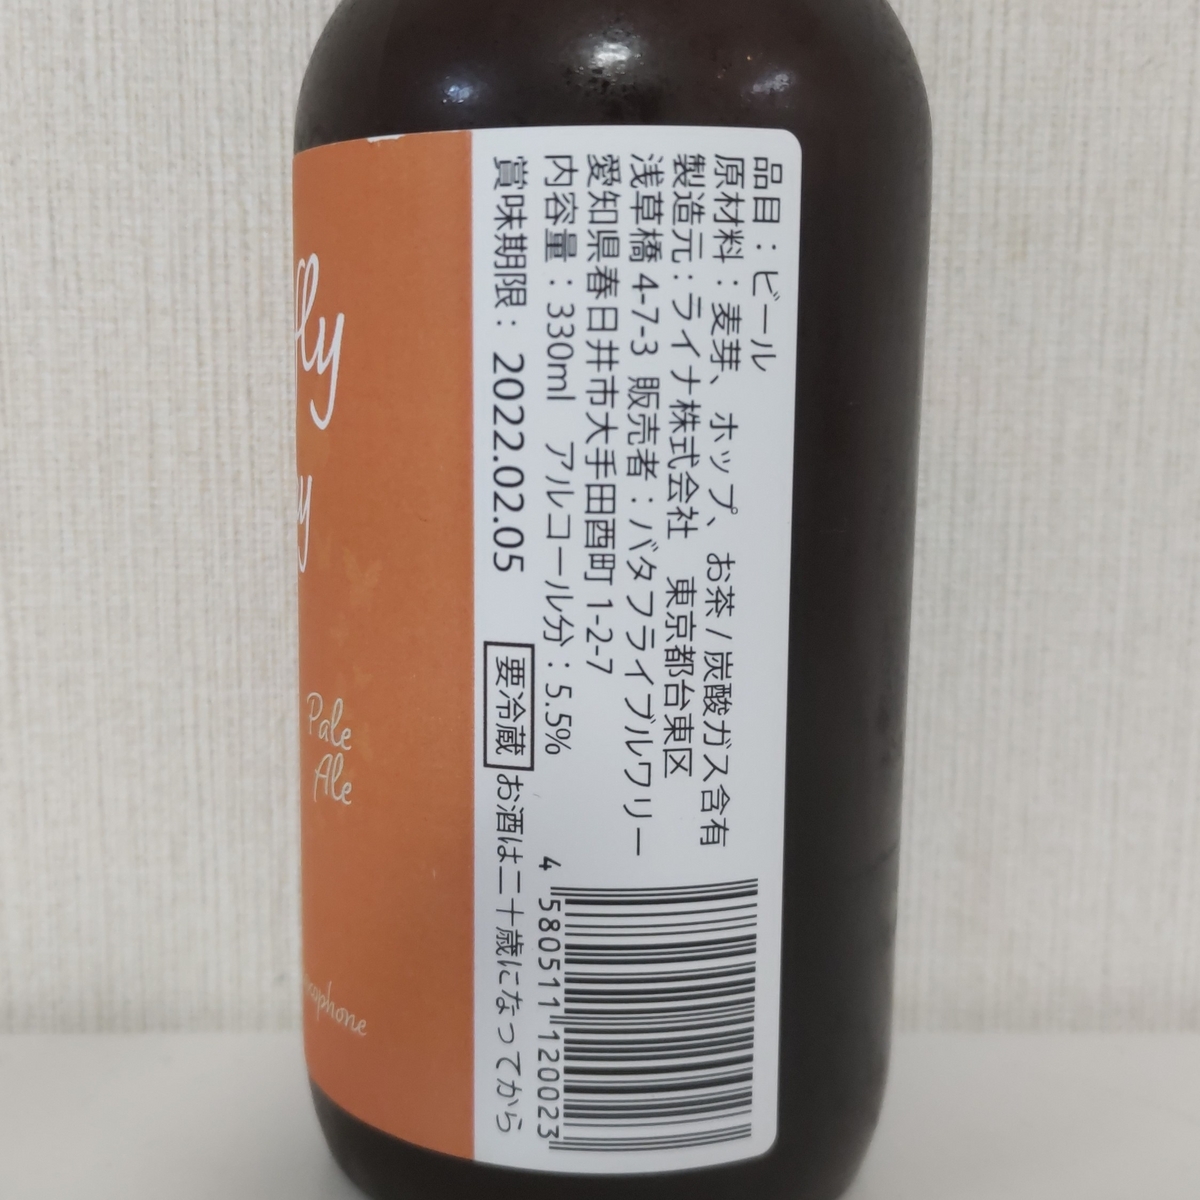 品目：ビール
原材料：麦芽、ホップ、お茶 / 炭酸ガス含有
製造元：ライナ株式会社　東京都台東区
浅草橋 4-7-3 販売者：バタフライブルワリー
愛知県春日井市大手田酉町 1-2-7
内容量：330ml　アルコール分：5.5%
賞味期限：2022.02.05
要冷蔵 お酒は二十歳になってから
4 580511 120023
fly
y
Pale
Ale
ophone